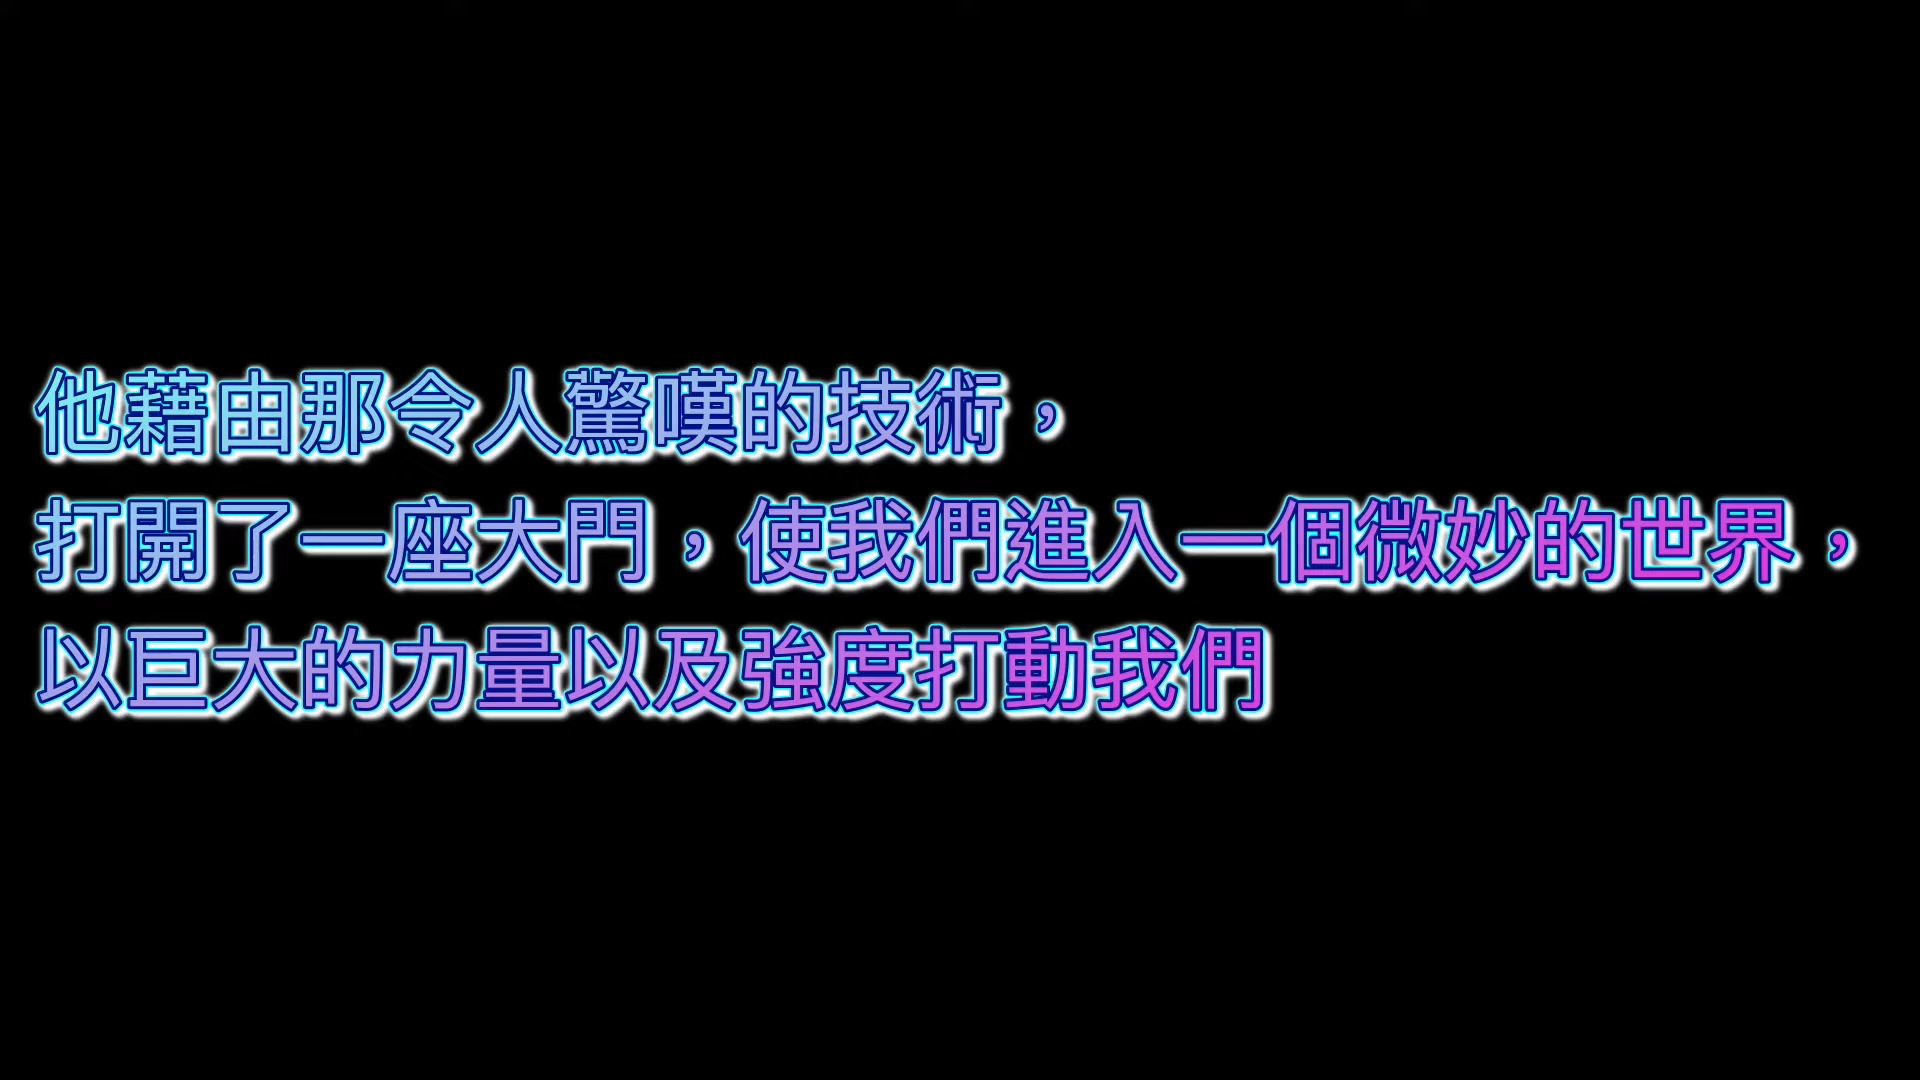 他藉由那令人驚嘆的技術，
打開了一座大門，使我們進入一個微妙的世界，
以巨大的力量以及強度打動我們